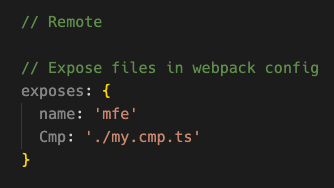 // Remote
// Expose files in webpack config
exposes: {
name: 'mfe'
Cmp: './my.cmp.ts'
}